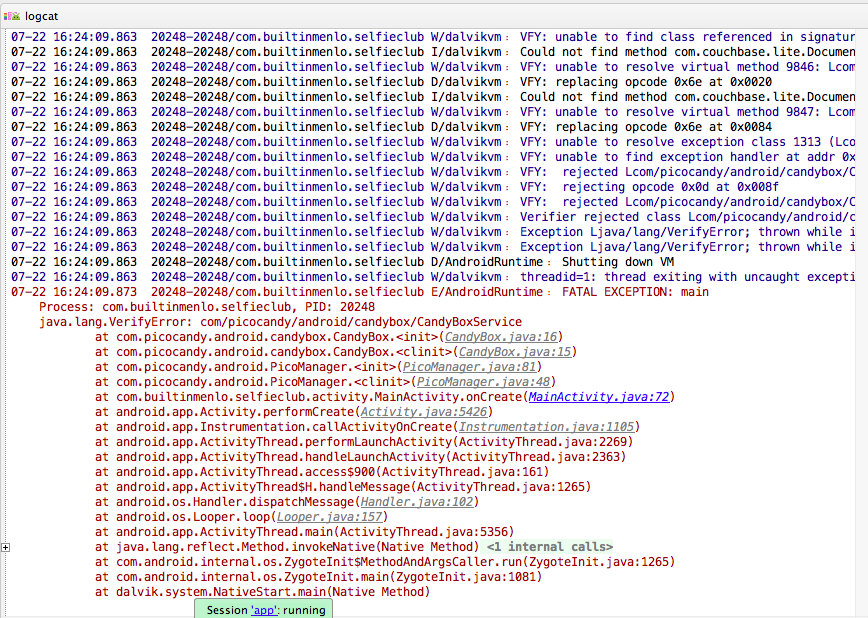 logcat
07-22 16:24:09.863 20248-20248/com.builtinmenlo.selfieclub W/dalvikvm: VFY: unable to find class referenced in signatur
07-22 16:24:09.863 20248-20248/com.builtinmenlo.selfieclub I/dalvikvm: Could not find method com.couchbase.lite.Documen
07-22 16:24:09.863 20248-20248/com.builtinmenlo.selfieclub W/dalvikvm: VFY: unable to resolve virtual method 9846: Lcom
07-22 16:24:09.863 20248-20248/com.builtinmenlo.selfieclub D/dalvikvm: VFY: replacing opcode 0x6e at 0x0020
07-22 16:24:09.863 20248-20248/com.builtinmenlo.selfieclub I/dalvikvm: Could not find method com.couchbase.lite.Documen
07-22 16:24:09.863 20248-20248/com.builtinmenlo.selfieclub W/dalvikvm: VFY: unable to resolve virtual method 9847: Lcom
07-22 16:24:09.863 20248-20248/com.builtinmenlo.selfieclub D/dalvikvm: VFY: replacing opcode 0x6e at 0x0084
07-22 16:24:09.863 20248-20248/com.builtinmenlo.selfieclub W/dalvikvm: VFY: unable to resolve exception class 1313 (Lco
07-22 16:24:09.863 20248-20248/com.builtinmenlo.selfieclub W/dalvikvm: VFY: unable to find exception handler at addr 0x
07-22 16:24:09.863 20248-20248/com.builtinmenlo.selfieclub W/dalvikvm: VFY: rejected Lcom/picocandy/android/candybox/C
07-22 16:24:09.863 20248-20248/com.builtinmenlo.selfieclub W/dalvikvm: VFY: rejecting opcode 0x0d at 0x008f
07-22 16:24:09.863 20248-20248/com.builtinmenlo.selfieclub W/dalvikvm: VFY: rejected Lcom/picocandy/android/candybox/C
07-22 16:24:09.863 20248-20248/com.builtinmenlo.selfieclub W/dalvikvm: Verifier rejected class Lcom/picocandy/android/c
07-22 16:24:09.863 20248-20248/com.builtinmenlo.selfieclub W/dalvikvm: Exception Ljava/lang/VerifyError; thrown while i
07-22 16:24:09.863 20248-20248/com.builtinmenlo.selfieclub W/dalvikvm: Exception Ljava/lang/VerifyError; thrown while i
07-22 16:24:09.863 20248-20248/com.builtinmenlo.selfieclub D/AndroidRuntime: Shutting down VM
07-22 16:24:09.863 20248-20248/com.builtinmenlo.selfieclub W/dalvikvm: threadid=1: thread exiting with uncaught excepti
07-22 16:24:09.873 20248-20248/com.builtinmenlo.selfieclub E/AndroidRuntime: FATAL EXCEPTION: main
Process: com.builtinmenlo.selfieclub, PID: 20248
java.lang.VerifyError: com/picocandy/android/candybox/CandyBoxService
at com.picocandy.android.candybox.CandyBox.<init>(CandyBox.java:16)
at com.picocandy.android.candybox.CandyBox.<clinit>(CandyBox.java:15)
at com.picocandy.android.PicoManager.<init>(PicoManager.java:81)
at com.picocandy.android.PicoManager.<clinit>(PicoManager.java:48)
at com.builtinmenlo.selfieclub.activity.MainActivity.onCreate(MainActivity.java:72)
at android.app.Activity.performCreate(Activity.java:5426)
at android.app.Instrumentation.callActivityOnCreate(Instrumentation.java:1105)
at android.app.ActivityThread.performLaunchActivity(ActivityThread.java:2269)
at android.app.ActivityThread.handleLaunchActivity(ActivityThread.java:2363)
at android.app.ActivityThread.access$900(ActivityThread.java:161)
at android.app.ActivityThread$H.handleMessage(ActivityThread.java:1265)
at android.os.Handler.dispatchMessage(Handler.java:102)
at android.os.Looper.loop(Looper.java:157)
at android.app.ActivityThread.main(ActivityThread.java:5356)
at java.lang.reflect.Method.invokeNative(Native Method) <1 internal calls>
at com.android.internal.os.ZygoteInit$MethodAndArgsCaller.run(ZygoteInit.java:1265)
at com.android.internal.os.ZygoteInit.main(ZygoteInit.java:1081)
at dalvik.system.NativeStart.main(Native Method)
Session 'app': running